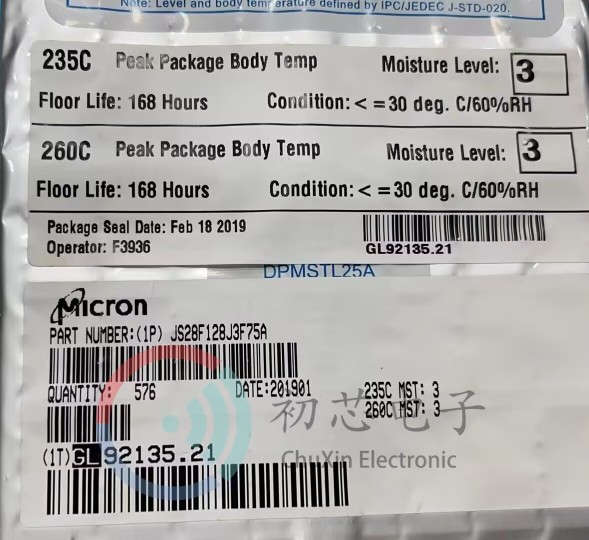 Note: Level and body temperature defined by IPC/JEDEC J-STD-020.
235C Peak Package Body Temp Moisture Level: 3
Floor Life: 168 Hours Condition: < = 30 deg. C/60%RH
260C Peak Package Body Temp Moisture Level: 3
Floor Life: 168 Hours Condition: < = 30 deg. C/60%RH
Package Seal Date: Feb 18 2019
Operator: F3936
GL92135.21
DPMSTL25A
Micron
PART NUMBER:(1P) JS28F128J3F75A
QUANTITY: 576 DATE:201901 235C MST: 3
260C MST: 3
初芯电子
(1T)GL92135.21
ChuXin Electronic